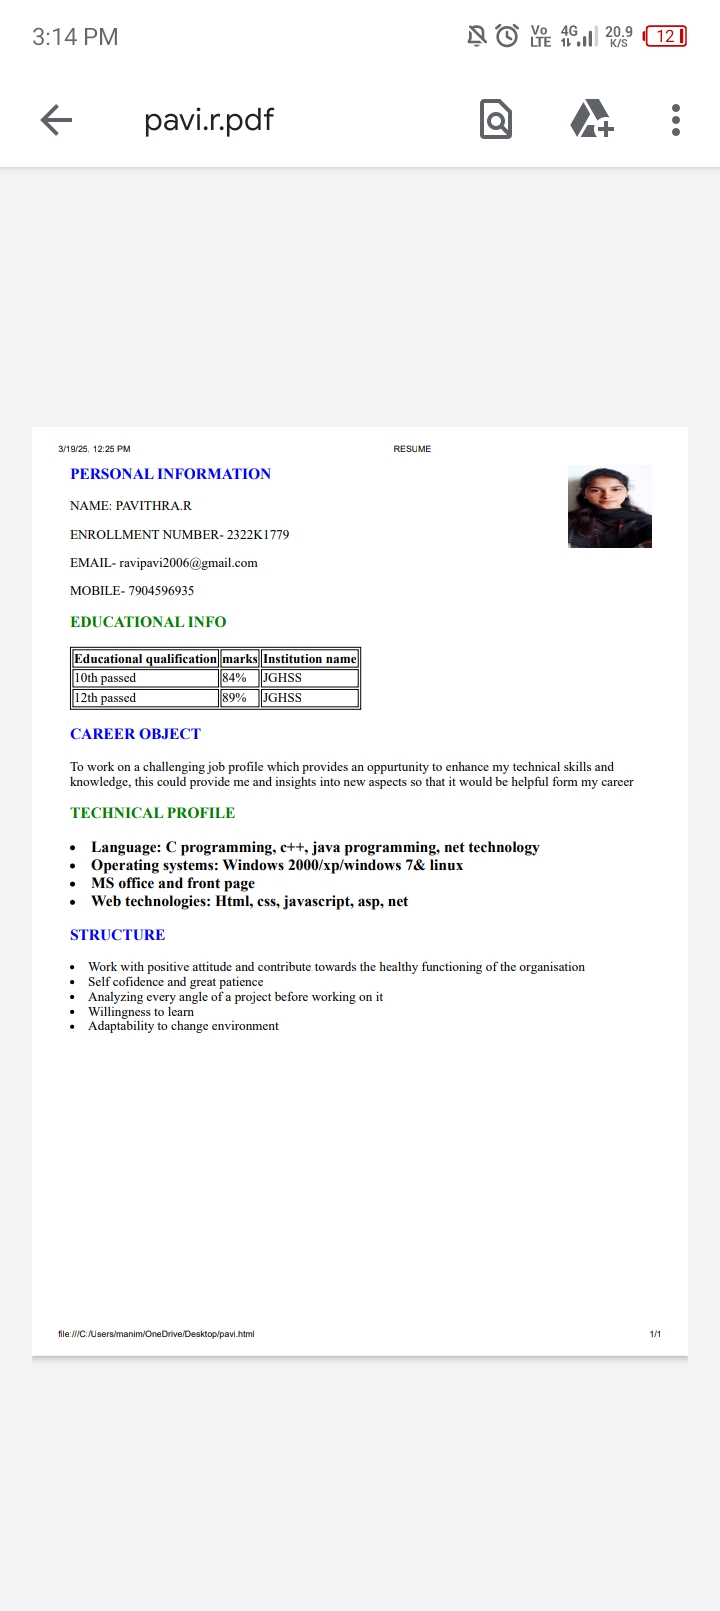 3:14 PM
Vo LTE 4G 20.9 K/S 12
pavi.r.pdf
3/19/25, 12:25 PM RESUME
PERSONAL INFORMATION
NAME: PAVITHRA.R
ENROLLMENT NUMBER- 2322K1779
EMAIL- ravipavi2006@gmail.com
MOBILE- 7904596935
EDUCATIONAL INFO
Educational qualification marks Institution name
10th passed 84% JGHSS
12th passed 89% JGHSS
CAREER OBJECT
To work on a challenging job profile which provides an oppurtunity to enhance my technical skills and
knowledge, this could provide me and insights into new aspects so that it would be helpful form my career
TECHNICAL PROFILE
• Language: C programming, c++, java programming, net technology
• Operating systems: Windows 2000/xp/windows 7& linux
• MS office and front page
• Web technologies: Html, css, javascript, asp, net
STRUCTURE
• Work with positive attitude and contribute towards the healthy functioning of the organisation
• Self cofidence and great patience
• Analyzing every angle of a project before working on it
• Willingness to learn
• Adaptability to change environment
file:///C:/Users/manim/OneDrive/Desktop/pavi.html 1/1